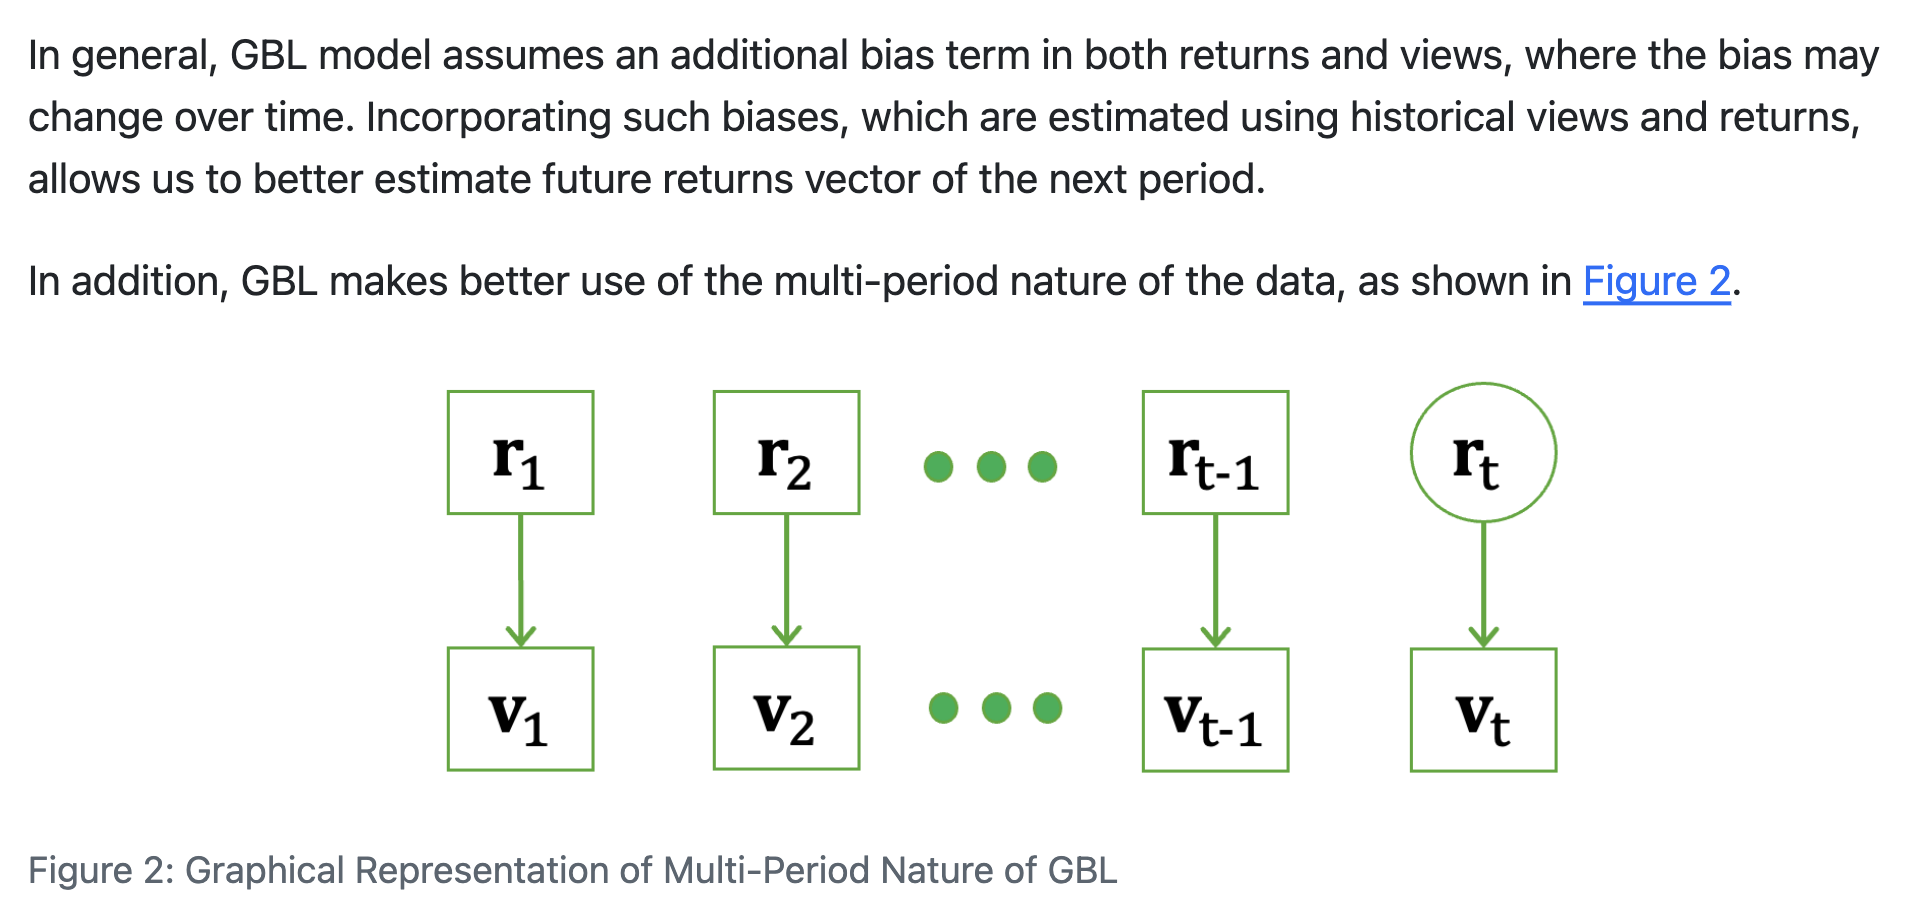 In general, GBL model assumes an additional bias term in both returns and views, where the bias may
change over time. Incorporating such biases, which are estimated using historical views and returns,
allows us to better estimate future returns vector of the next period.
In addition, GBL makes better use of the multi-period nature of the data, as shown in Figure 2.
r1 r2 rt-1 rt
v1 v2 vt-1 vt
Figure 2: Graphical Representation of Multi-Period Nature of GBL